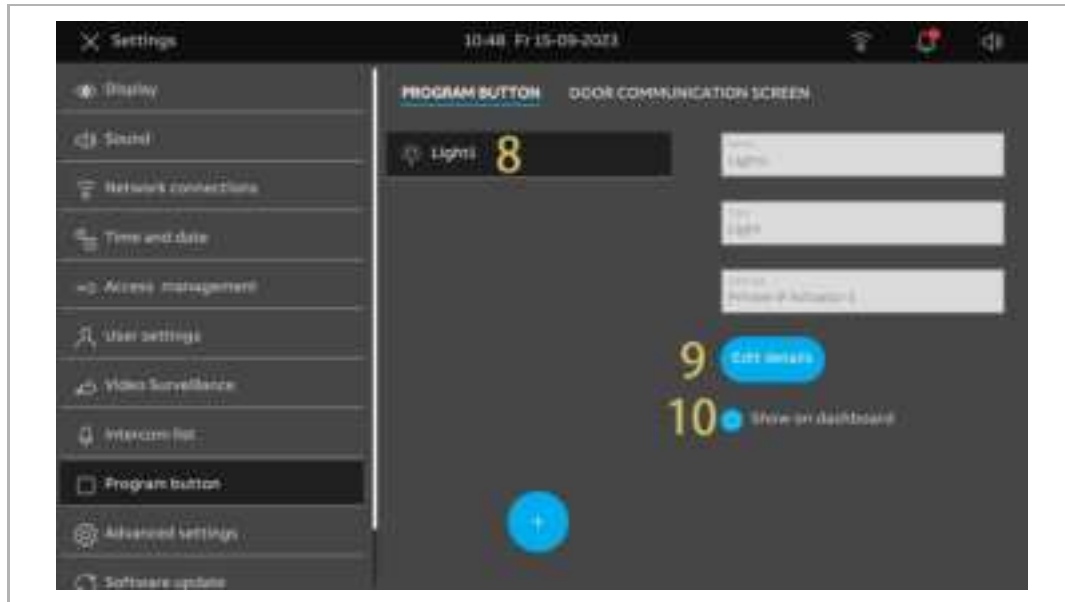 Settings
10:48 Fr 15-09-2023
Display
Sound
Network connections
Time and date
Access management
User settings
Video Surveillance
Intercom list
Program button
Advanced settings
Software update
PROGRAM BUTTON
DOOR COMMUNICATION SCREEN
Light1
8
Light1
Light
9
Edit details
10
Show on dashboard
+